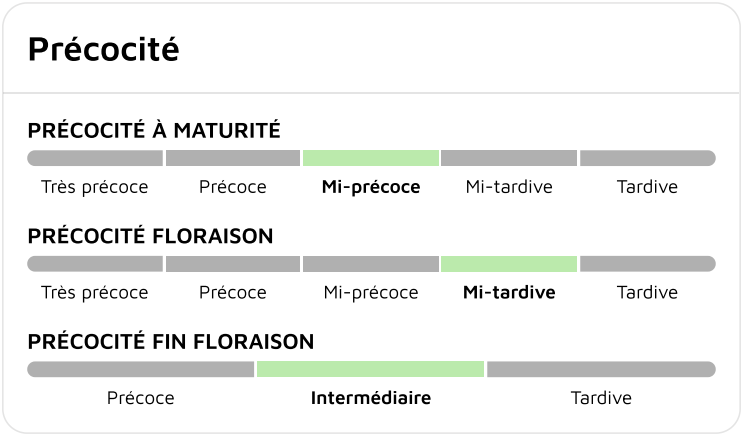 Précocité
PRÉCOCITÉ À MATURITÉ
Très précoce Précoce Mi-précoce Mi-tardive Tardive
PRÉCOCITÉ FLORAISON
Très précoce Précoce Mi-précoce Mi-tardive Tardive
PRÉCOCITÉ FIN FLORAISON
Précoce Intermédiaire Tardive